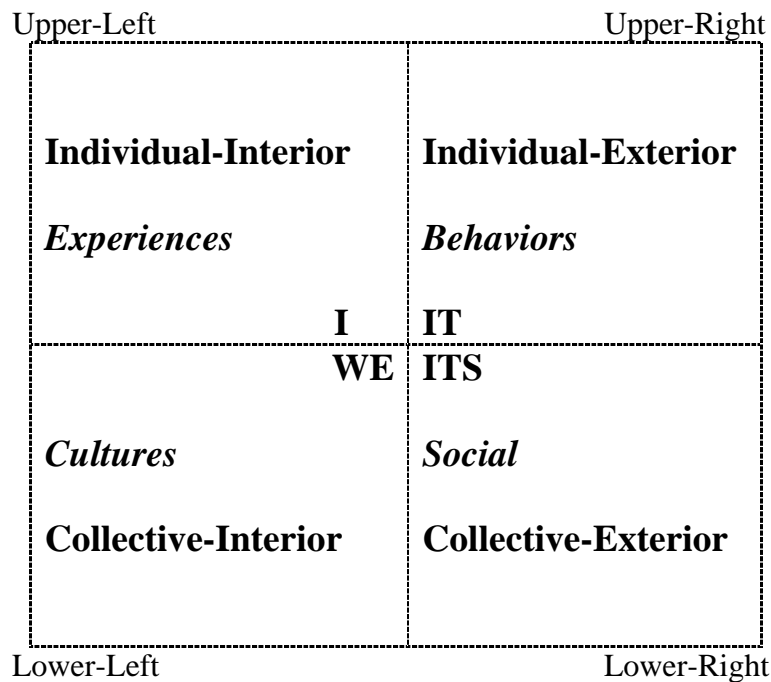 Upper-Left Upper-Right
Individual-Interior Individual-Exterior
Experiences Behaviors
I IT
WE ITS
Cultures Social
Collective-Interior Collective-Exterior
Lower-Left Lower-Right